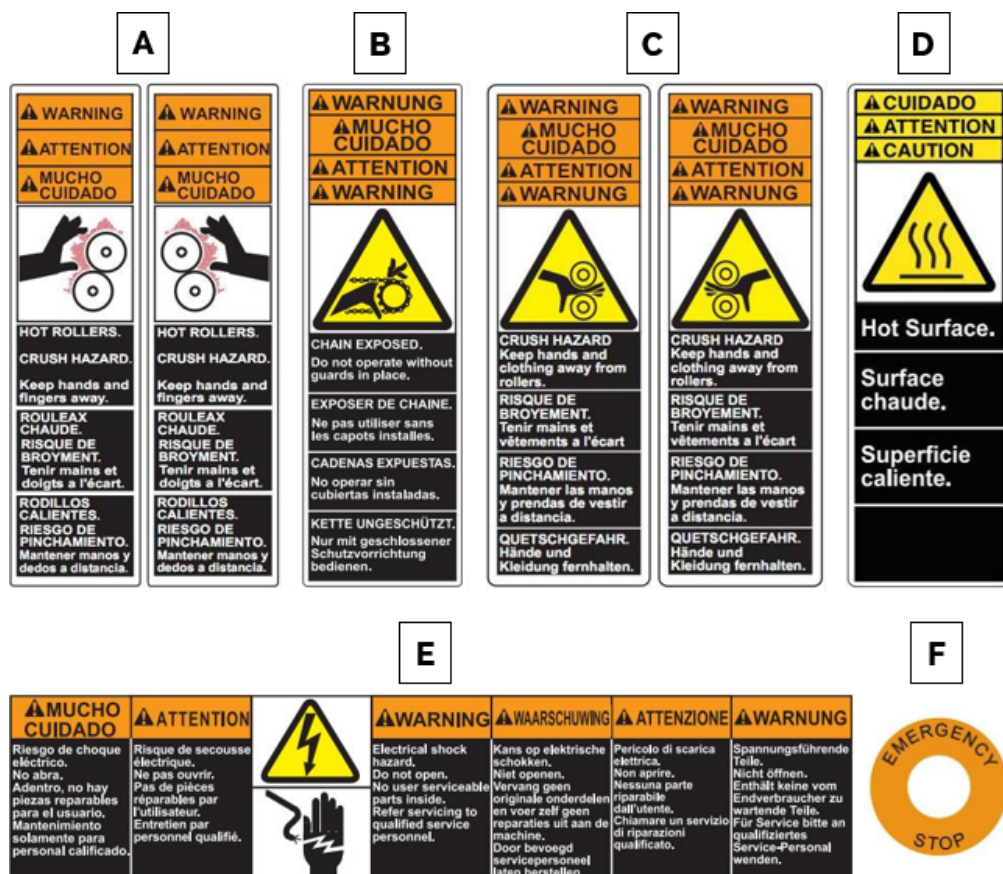 A
B
C
D
WARNING
ATTENTION
MUCHO
CUIDADO
HOT ROLLERS.
CRUSH HAZARD.
Keep hands and
fingers away.
ROULEAX
CHAUDE.
RISQUE DE
BROYMENT.
Tenir mains et
doigts a l'écart.
RODILLOS
CALIENTES.
RIESGO DE
PINCHAMIENTO.
Mantener manos y
dedos a distancia.
WARNING
ATTENTION
MUCHO
CUIDADO
HOT ROLLERS.
CRUSH HAZARD.
Keep hands and
fingers away.
ROULEAX
CHAUDE.
RISQUE DE
BROYMENT.
Tenir mains et
doigts a l'écart.
RODILLOS
CALIENTES.
RIESGO DE
PINCHAMIENTO.
Mantener manos y
dedos a distancia.
WARNUNG
MUCHO
CUIDADO
ATTENTION
WARNING
CHAIN EXPOSED.
Do not operate without
guards in place.
EXPOSER DE CHAINE.
Ne pas utiliser sans
les capots installes.
CADENAS EXPUESTAS.
No operar sin
cubiertas instaladas.
KETTE UNGESCHÜTZT.
Nur mit geschlossener
Schutzvorrichtung
bedienen.
WARNING
MUCHO
CUIDADO
ATTENTION
WARNUNG
CRUSH HAZARD
Keep hands and
clothing away from
rollers.
RISQUE DE
BROYEMENT.
Tenir mains et
vêtements a l'écart
RIESGO DE
PINCHAMIENTO.
Mantener las manos
y prendas de vestir
a distancia.
QUETSCHGEFAHR.
Hände und
Kleidung fernhalten.
WARNING
MUCHO
CUIDADO
ATTENTION
WARNUNG
CRUSH HAZARD
Keep hands and
clothing away from
rollers.
RISQUE DE
BROYEMENT.
Tenir mains et
vêtements a l'écart
RIESGO DE
PINCHAMIENTO.
Mantener las manos
y prendas de vestir
a distancia.
QUETSCHGEFAHR.
Hände und
Kleidung fernhalten.
CUIDADO
ATTENTION
CAUTION
Hot Surface.
Surface
chaude.
Superficie
caliente.
E
F
MUCHO
CUIDADO
Riesgo de choque
eléctrico.
No abra.
Adentro, no hay
piezas reparables
para el usuario.
Mantenimiento
solamente para
personal calificado.
ATTENTION
Risque de secousse
électrique.
Ne pas ouvrir.
Pas de pièces
réparables par
l'utilisateur.
Entretien par
personnel qualifié.
WARNING
Electrical shock
hazard.
Do not open.
No user serviceable
parts inside.
Refer servicing to
qualified service
personnel.
WAARSCHUWING
Kans op elektrische
schokken.
Niet openen.
Vervang geen
originale onderdelen
en voer zelf geen
reparaties uit aan de
machine.
Door bevoegd
servicepersoneel
laten herstellen
ATTENZIONE
Pericolo di scarica
elettrica.
Non aprire.
Nessuna parte
riparabile
dall'utente.
Chiamare un servizio
di riparazioni
qualificato.
WARNUNG
Spannungsführende
Teile.
Nicht öffnen.
Enthält keine vom
Endverbraucher zu
wartende Teile.
Für Service bitte an
qualifiziertes
Service-Personal
wenden.
EMERGENCY
STOP